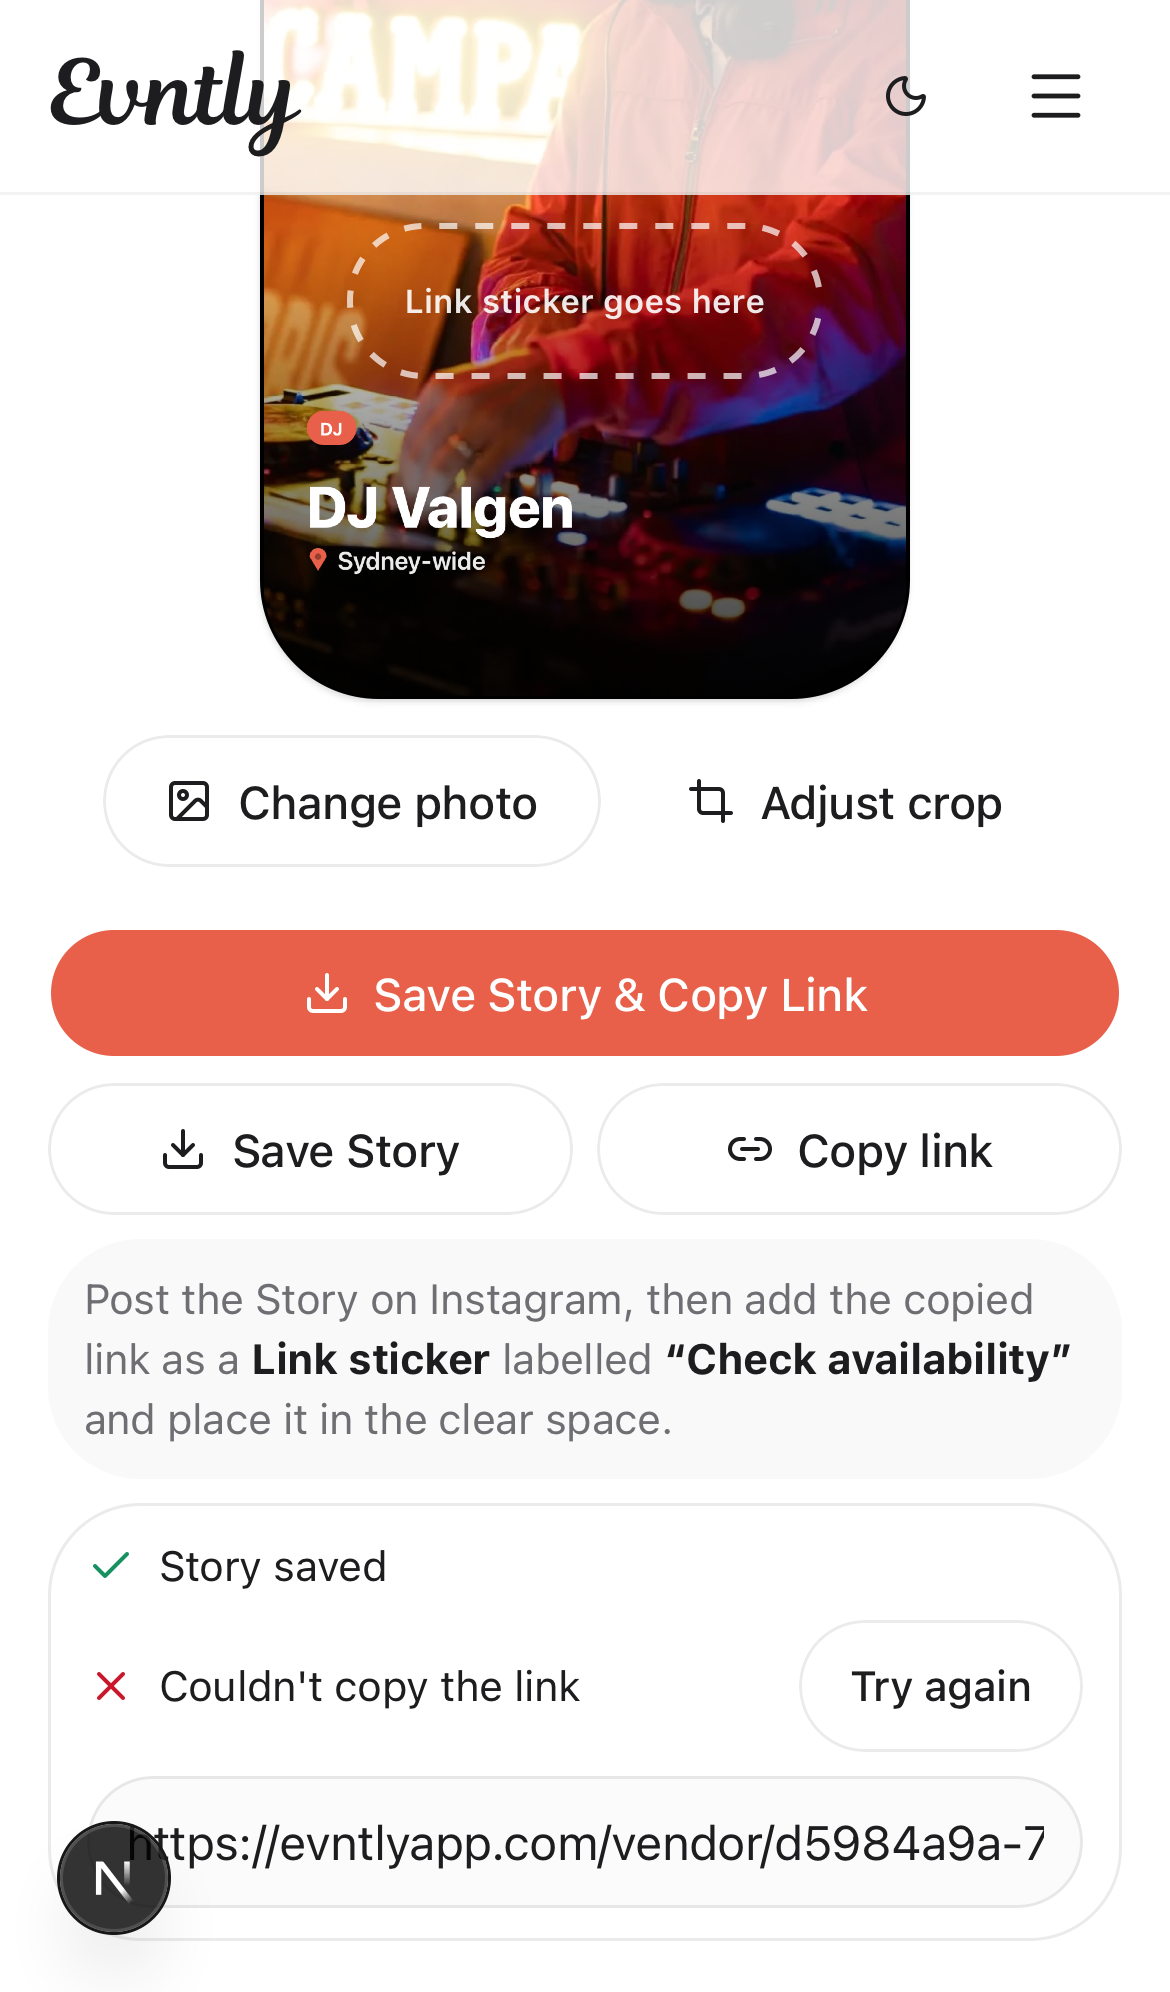 CAMPA
Evntly
Link sticker goes here
DJ
DJ Valgen
Sydney-wide
Change photo
Adjust crop
Save Story & Copy Link
Save Story
Copy link
Post the Story on Instagram, then add the copied
link as a Link sticker labelled “Check availability”
and place it in the clear space.
Story saved
Couldn't copy the link
Try again
https://evntlyapp.com/vendor/d5984a9a-7
N